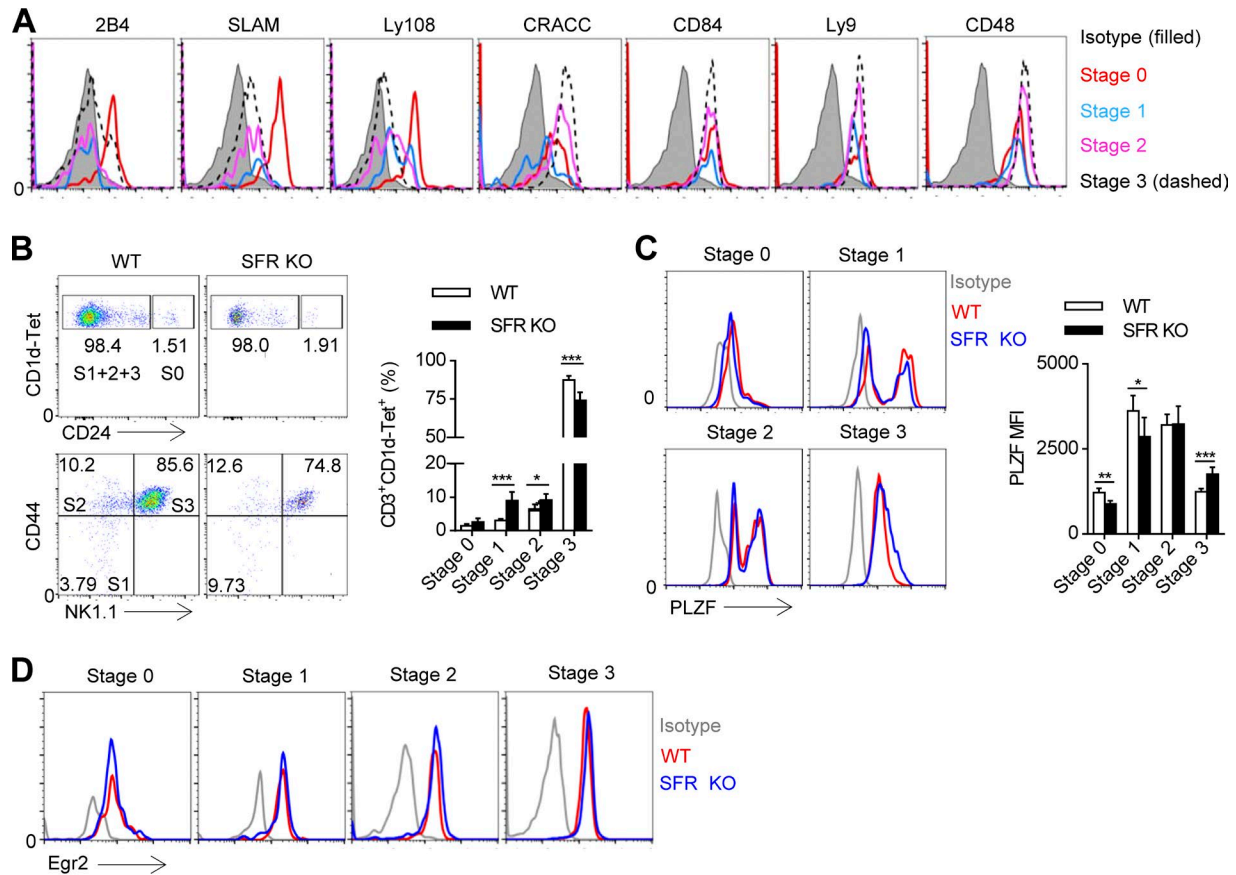 A
2B4 SLAM Ly108 CRACC CD84 Ly9 CD48
Isotype (filled)
Stage 0
Stage 1
Stage 2
Stage 3 (dashed)
0
B
WT SFR KO
CD1d-Tet
98.4 1.51 98.0 1.91
S1+2+3 S0
0
CD24
10.2 85.6 12.6 74.8
S2 S3
CD44
3.79 S1 9.73
0
NK1.1
WT
SFR KO
CD3+CD1d-Tet+ (%)
100
75
50
20
10
0
Stage 0 Stage 1 Stage 2 Stage 3
*** * ***
C
Stage 0 Stage 1
Isotype
WT
SFR KO
0
Stage 2 Stage 3
0
PLZF
WT
SFR KO
PLZF MFI
5000
2500
0
** * ***
Stage 0 Stage 1 Stage 2 Stage 3
D
Stage 0 Stage 1 Stage 2 Stage 3
Isotype
WT
SFR KO
0
Egr2